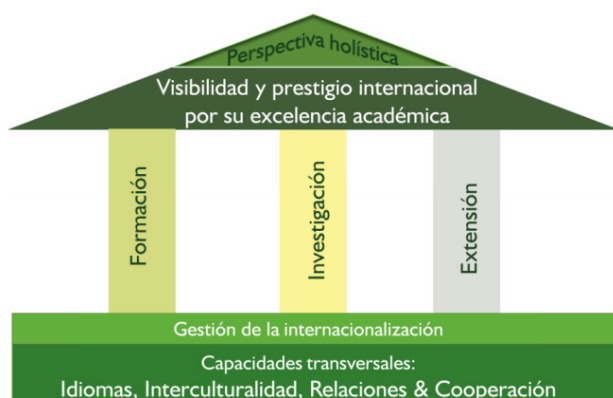 Perspectiva holística
Visibilidad y prestigio internacional
por su excelencia académica
Formación
Investigación
Extensión
Gestión de la internacionalización
Capacidades transversales:
Idiomas, Interculturalidad, Relaciones & Cooperación